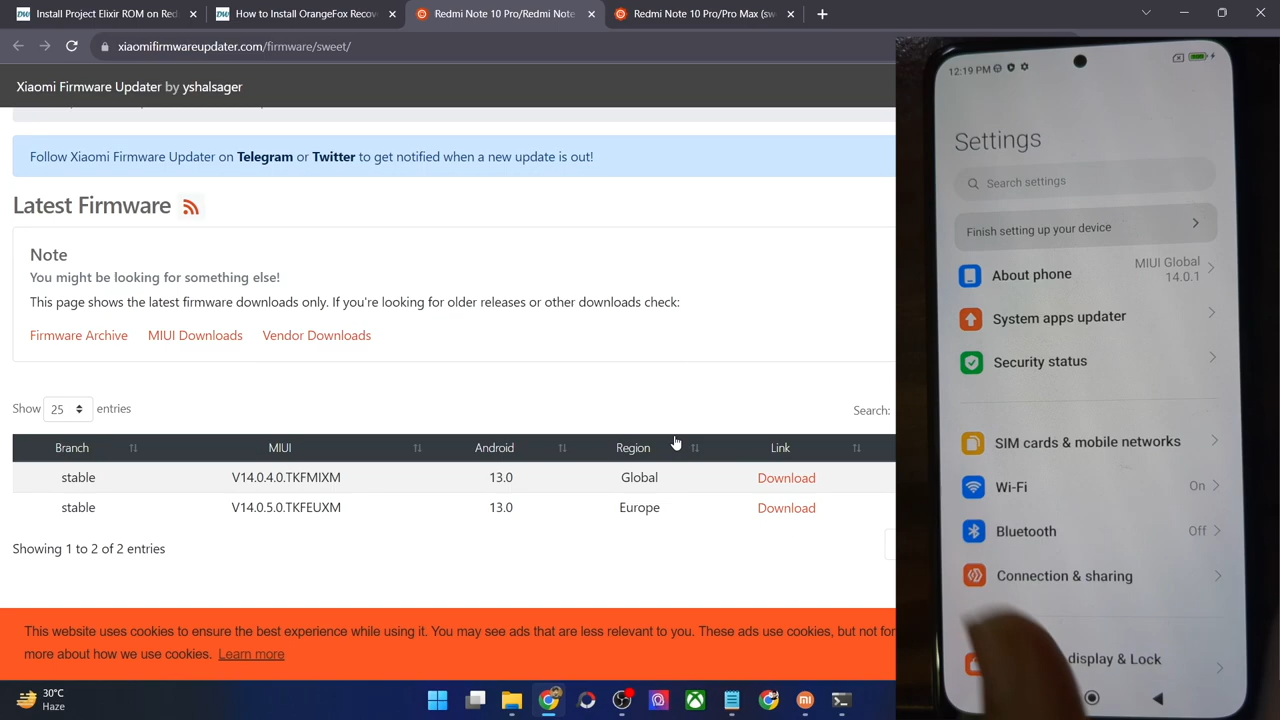 Install Project Elixir ROM on Red
How to Install OrangeFox Recov
Redmi Note 10 Pro/Redmi Note
Redmi Note 10 Pro/Pro Max (sw
xiaomifirmwareupdater.com/firmware/sweet/
Xiaomi Firmware Updater by yshalsager
Follow Xiaomi Firmware Updater on Telegram or Twitter to get notified when a new update is out!
Latest Firmware
Note
You might be looking for something else!
This page shows the latest firmware downloads only. If you're looking for older releases or other downloads check:
Firmware Archive MIUI Downloads Vendor Downloads
Show 25 entries
Search:
Branch MIUI Android Region Link
stable V14.0.4.0.TKFMIXM 13.0 Global Download
stable V14.0.5.0.TKFEUXM 13.0 Europe Download
Showing 1 to 2 of 2 entries
This website uses cookies to ensure the best experience while using it. You may see ads that are less relevant to you. These ads use cookies, but not for
more about how we use cookies. Learn more
30°C
Haze
12:19 PM
Settings
Search settings
Finish setting up your device
About phone MIUI Global
14.0.1
System apps updater
Security status
SIM cards & mobile networks
Wi-Fi On
Bluetooth Off
Connection & sharing
display & Lock